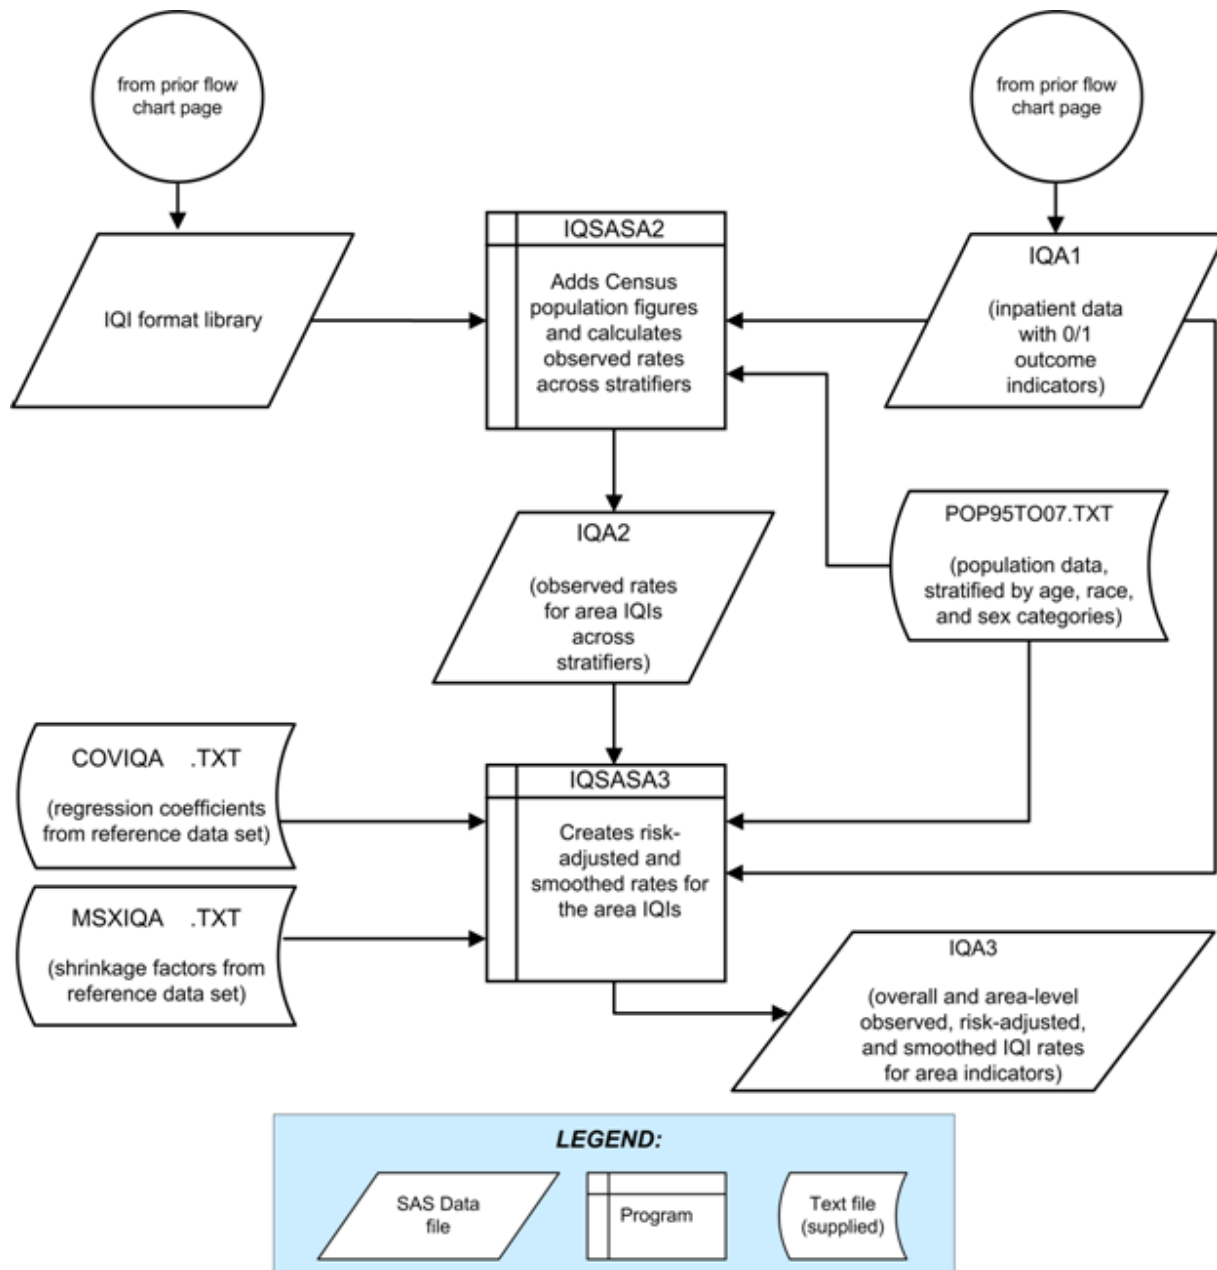 from prior flow
chart page
from prior flow
chart page
IQI format library
IQSASA2
Adds Census
population figures
and calculates
observed rates
across stratifiers
IQA1
(inpatient data
with 0/1
outcome
indicators)
IQA2
(observed rates
for area IQIs
across
stratifiers)
POP95TO07.TXT
(population data,
stratified by age, race,
and sex categories)
COVIQA .TXT
(regression coefficients
from reference data set)
MSXIQA .TXT
(shrinkage factors from
reference data set)
IQSASA3
Creates risk-
adjusted and
smoothed rates for
the area IQIs
IQA3
(overall and area-level
observed, risk-adjusted,
and smoothed IQI rates
for area indicators)
LEGEND:
SAS Data
file
Program
Text file
(supplied)